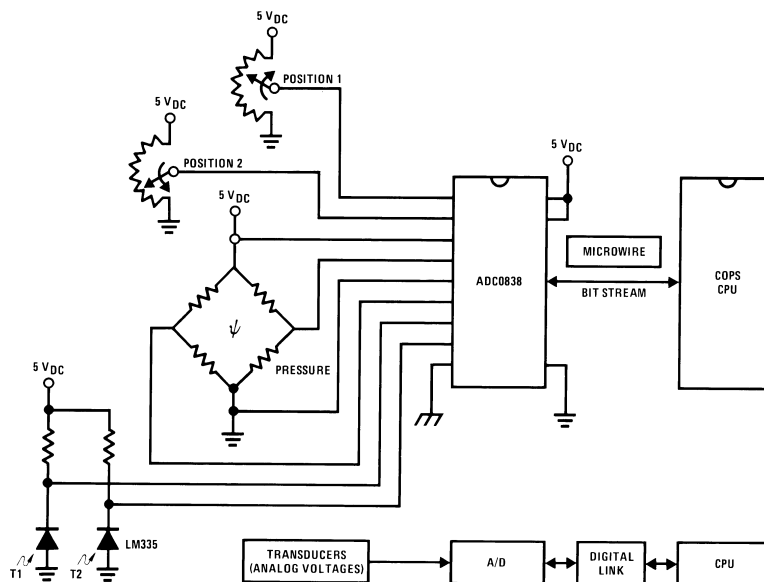 5 VDC
POSITION 1
5 VDC
POSITION 2
5 VDC
5 VDC
MICROWIRE
ADC0838
BIT STREAM
COPS
CPU
ψ
PRESSURE
5 VDC
LM335
T1
T2
TRANSDUCERS
(ANALOG VOLTAGES)
A/D
DIGITAL
LINK
CPU